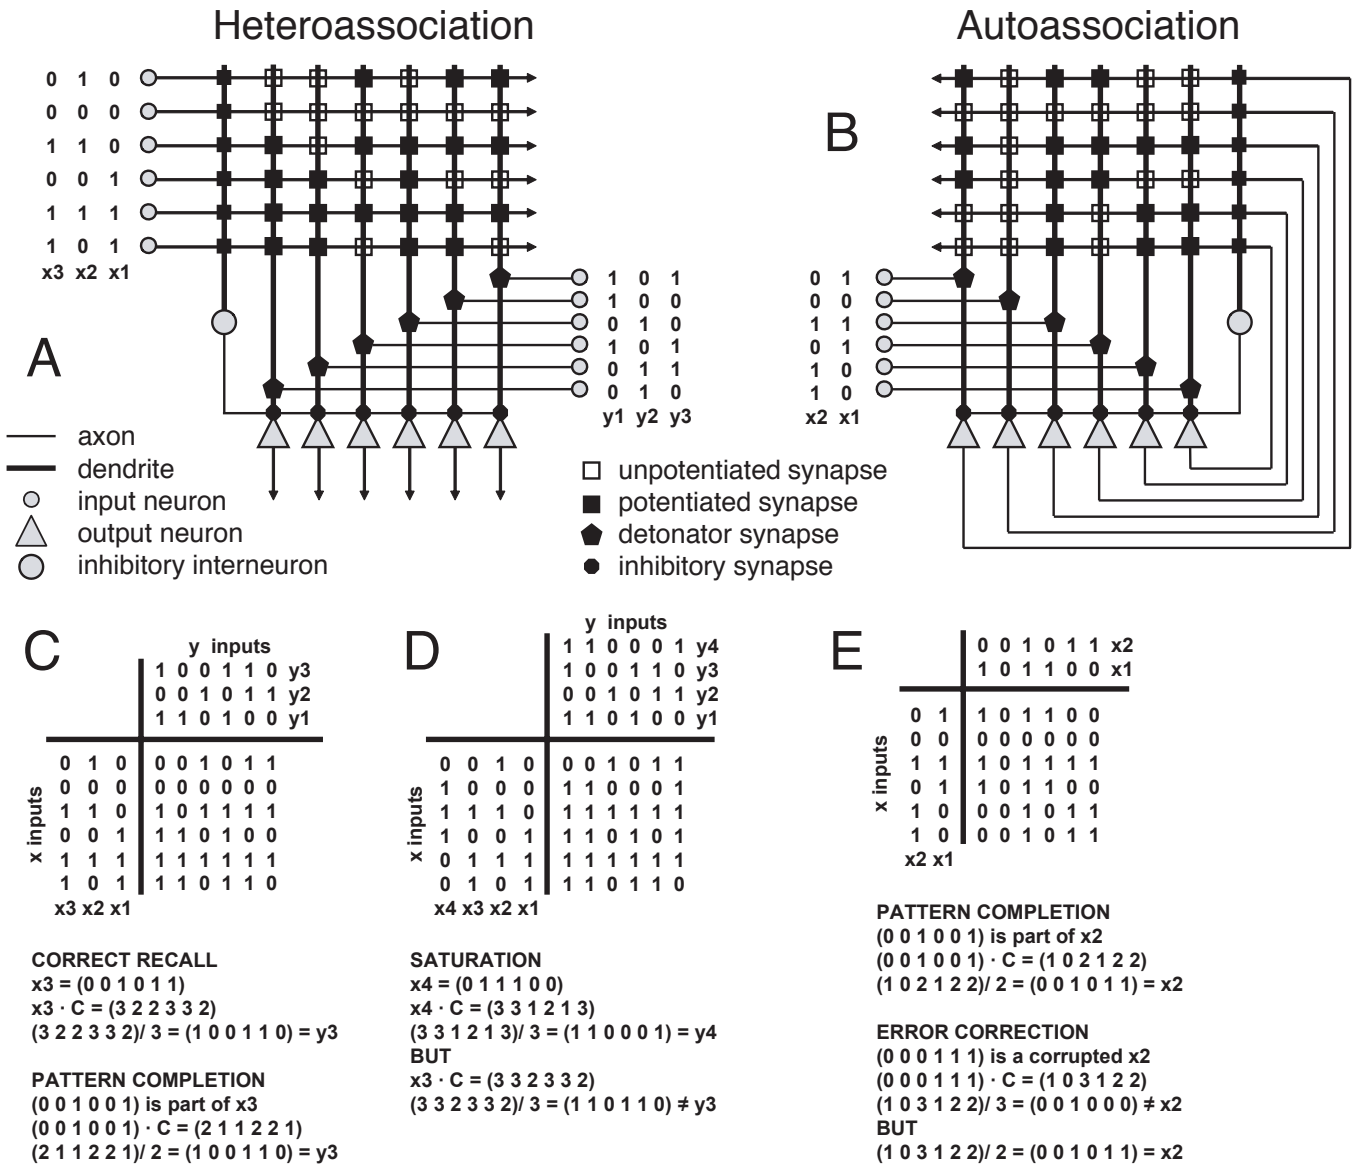 Heteroassociation
Autoassociation
0 1 0
0 0 0
1 1 0
0 0 1
1 1 1
1 0 1
x3 x2 x1
A
1 0 1
1 0 0
0 1 0
1 0 1
0 1 1
0 1 0
y1 y2 y3
B
0 1
0 0
1 1
0 1
1 0
1 0
x2 x1
axon
dendrite
input neuron
output neuron
inhibitory interneuron
unpotentiated synapse
potentiated synapse
detonator synapse
inhibitory synapse
C
y inputs
1 0 0 1 1 0 y3
0 0 1 0 1 1 y2
1 1 0 1 0 0 y1
x inputs
0 1 0 0 0 1 0 1 1
0 0 0 0 0 0 0 0 0
1 1 0 0 0 1 0 1 1
0 0 1 1 1 0 1 0 0
1 1 1 1 1 1 1 1 1
1 0 1 1 1 0 1 1 0
x3 x2 x1
CORRECT RECALL
x3 = (0 0 1 0 1 1)
x3 · C = (3 2 2 3 3 2)
(3 2 2 3 3 2)/ 3 = (1 0 0 1 1 0) = y3
PATTERN COMPLETION
(0 0 1 0 0 1) is part of x3
(0 0 1 0 0 1) · C = (2 1 1 2 2 1)
(2 1 1 2 2 1)/ 2 = (1 0 0 1 1 0) = y3
D
y inputs
1 1 0 0 0 1 y4
1 0 0 1 1 0 y3
0 0 1 0 1 1 y2
1 1 0 1 0 0 y1
x inputs
0 0 1 0 0 0 1 0 1 1
1 0 0 0 1 1 0 0 0 1
1 1 1 0 1 1 1 1 1 1
1 0 0 1 1 1 0 1 0 1
0 1 1 1 1 1 1 1 1 1
0 1 0 1 1 1 0 1 1 0
x4 x3 x2 x1
SATURATION
x4 = (0 1 1 1 0 0)
x4 · C = (3 3 1 2 1 3)
(3 3 1 2 1 3)/ 3 = (1 1 0 0 0 1) = y4
BUT
x3 · C = (3 3 2 3 3 2)
(3 3 2 3 3 2)/ 3 = (1 1 0 1 1 0) ≠ y3
E
0 0 1 0 1 1 x2
1 0 1 1 0 0 x1
x inputs
0 1 1 0 1 1 0 0
0 0 0 0 0 0 0 0
1 1 1 0 1 1 1 1
0 1 1 0 1 1 0 0
1 0 0 0 1 0 1 1
1 0 0 0 1 0 1 1
x2 x1
PATTERN COMPLETION
(0 0 1 0 0 1) is part of x2
(0 0 1 0 0 1) · C = (1 0 2 1 2 2)
(1 0 2 1 2 2)/ 2 = (0 0 1 0 1 1) = x2
ERROR CORRECTION
(0 0 0 1 1 1) is a corrupted x2
(0 0 0 1 1 1) · C = (1 0 3 1 2 2)
(1 0 3 1 2 2)/ 3 = (0 0 1 0 0 0) ≠ x2
BUT
(1 0 3 1 2 2)/ 2 = (0 0 1 0 1 1) = x2